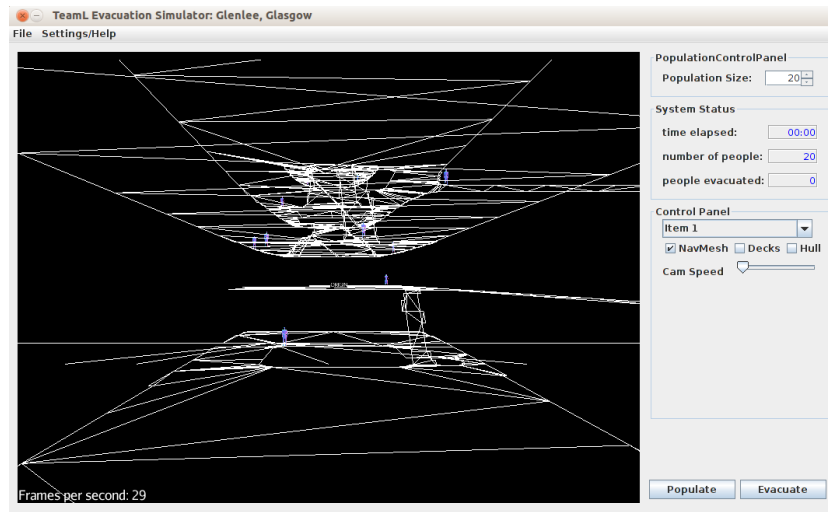 TeamL Evacuation Simulator: Glenlee, Glasgow
File Settings/Help
PopulationControlPanel
Population Size: 20
System Status
time elapsed: 00:00
number of people: 20
people evacuated: 0
Control Panel
Item 1
NavMesh Decks Hull
Cam Speed
ORIGIN
Frames per second: 29
Populate Evacuate